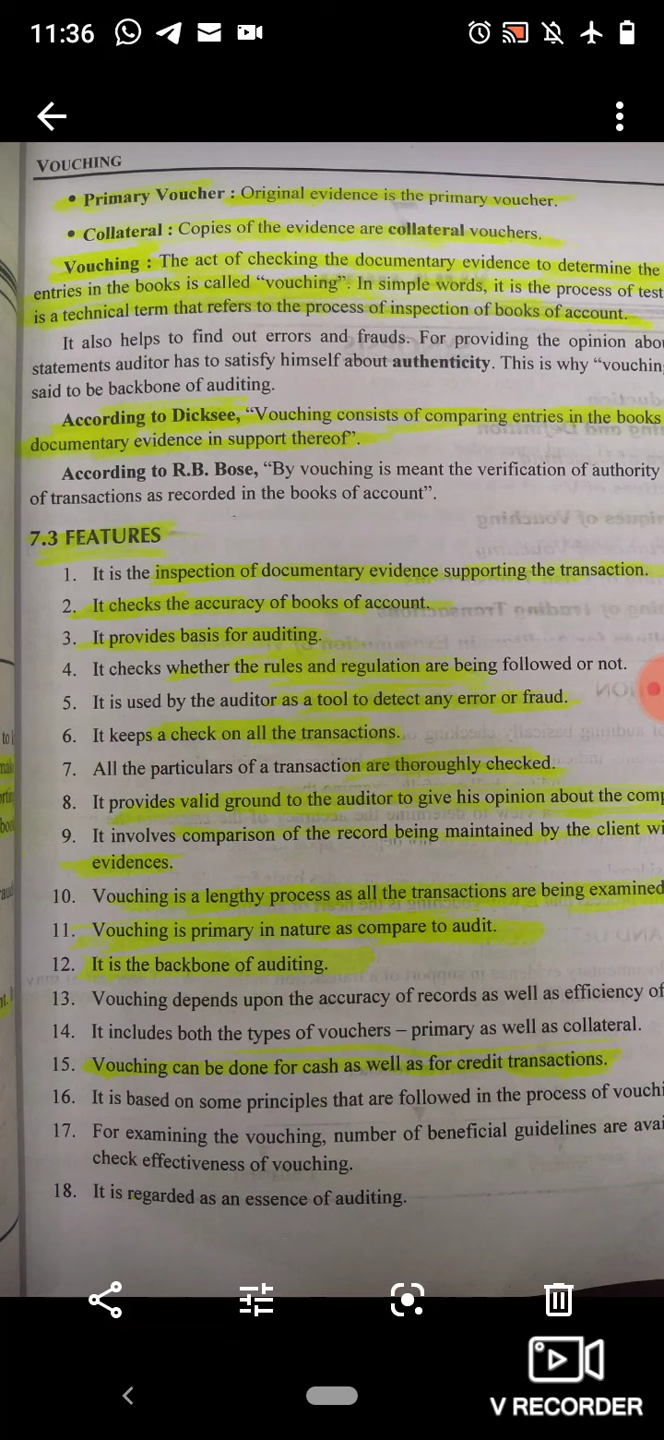 11:36
VOUCHING
• Primary Voucher : Original evidence is the primary voucher.
• Collateral : Copies of the evidence are collateral vouchers.
Vouching : The act of checking the documentary evidence to determine the
entries in the books is called “vouching”. In simple words, it is the process of test
is a technical term that refers to the process of inspection of books of account.
It also helps to find out errors and frauds. For providing the opinion abo
statements auditor has to satisfy himself about authenticity. This is why “vouchin
said to be backbone of auditing.
According to Dicksee, “Vouching consists of comparing entries in the books
documentary evidence in support thereof”.
According to R.B. Bose, “By vouching is meant the verification of authority
of transactions as recorded in the books of account”.
7.3 FEATURES
1. It is the inspection of documentary evidence supporting the transaction.
2. It checks the accuracy of books of account.
3. It provides basis for auditing.
4. It checks whether the rules and regulation are being followed or not.
5. It is used by the auditor as a tool to detect any error or fraud.
6. It keeps a check on all the transactions.
7. All the particulars of a transaction are thoroughly checked.
8. It provides valid ground to the auditor to give his opinion about the comp
9. It involves comparison of the record being maintained by the client wi
evidences.
10. Vouching is a lengthy process as all the transactions are being examined
11. Vouching is primary in nature as compare to audit.
12. It is the backbone of auditing.
13. Vouching depends upon the accuracy of records as well as efficiency of
14. It includes both the types of vouchers – primary as well as collateral.
15. Vouching can be done for cash as well as for credit transactions.
16. It is based on some principles that are followed in the process of vouchi
17. For examining the vouching, number of beneficial guidelines are avai
check effectiveness of vouching.
18. It is regarded as an essence of auditing.
V RECORDER